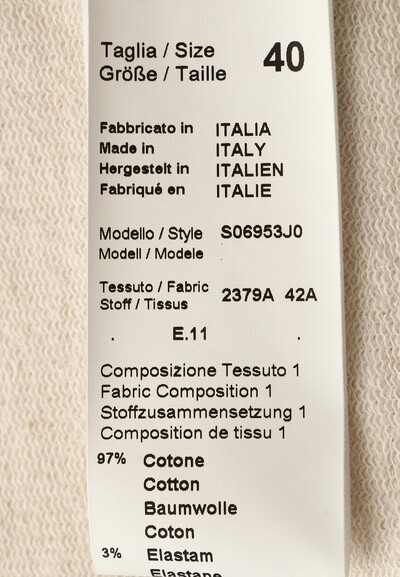 Taglia / Size 40
Größe / Taille
Fabbricato in ITALIA
Made in ITALY
Hergestelt in ITALIEN
Fabriqué en ITALIE
Modello / Style S06953J0
Modell / Modele
Tessuto / Fabric 2379A 42A
Stoff / Tissus
. E.11 .
Composizione Tessuto 1
Fabric Composition 1
Stoffzusammensetzung 1
Composition de tissu 1
97% Cotone
Cotton
Baumwolle
Coton
3% Elastam
Elastane